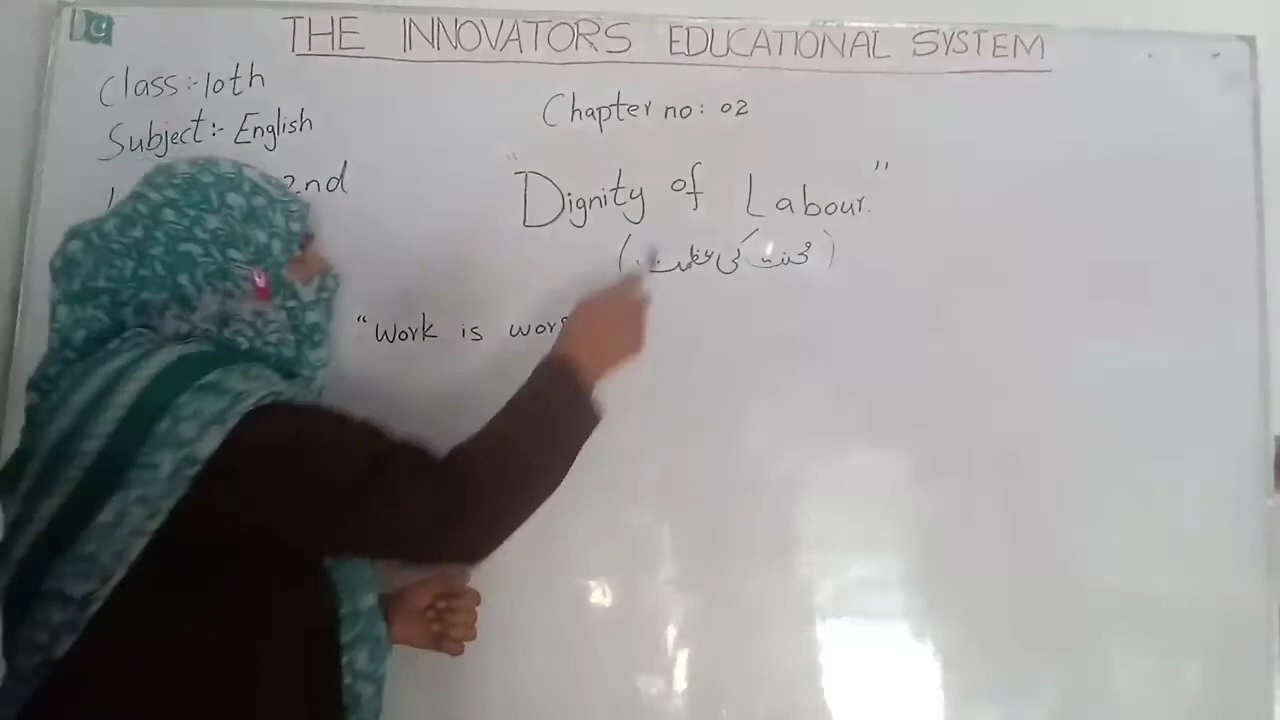 THE INNOVATORS EDUCATIONAL SYSTEM
Class:-10th
Subject:- English
2nd
Chapter no: 02
"Dignity of Labour."
(محنت کی عظمت)
"Work is